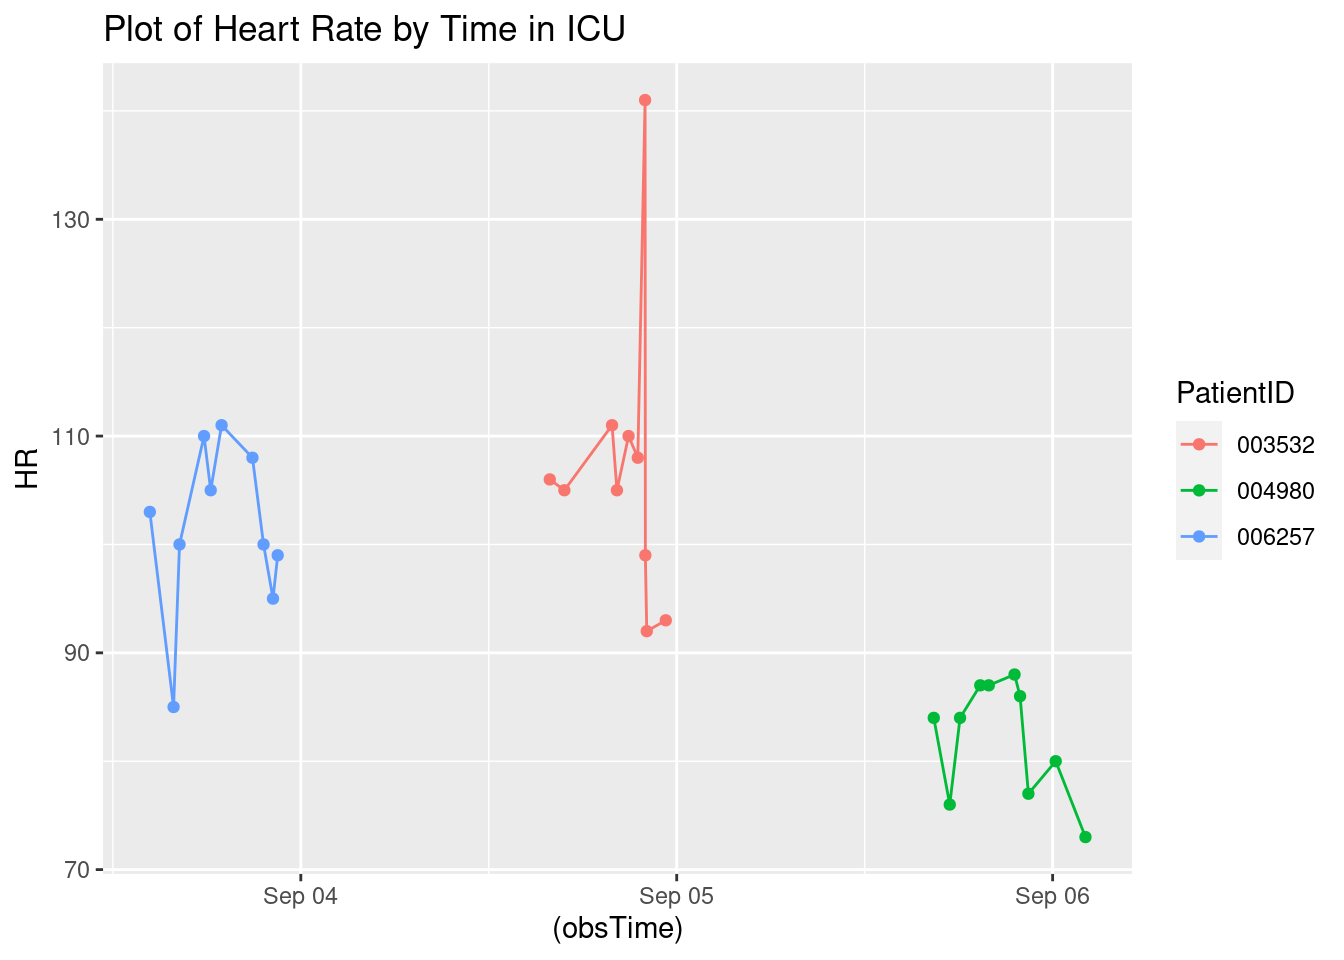 Plot of Heart Rate by Time in ICU
HR
130
110
90
70
Sep 04
Sep 05
Sep 06
(obsTime)
PatientID
003532
004980
006257